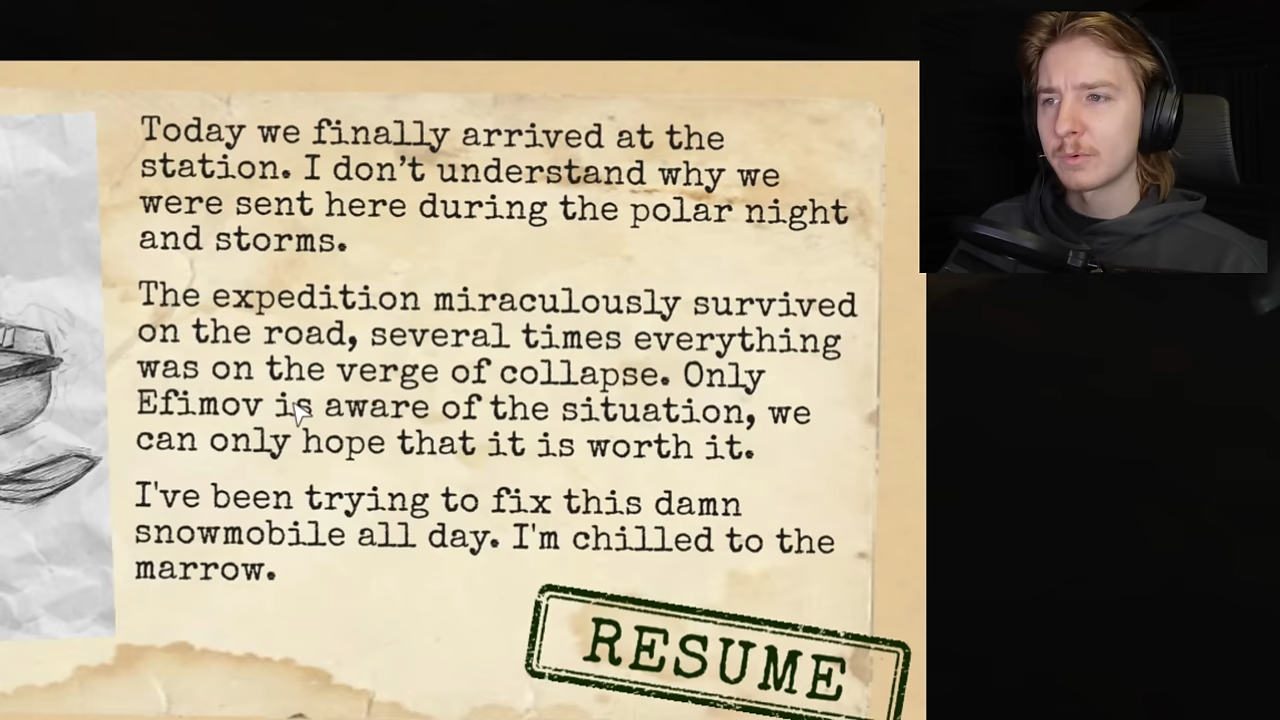 Today we finally arrived at the
station. I don't understand why we
were sent here during the polar night
and storms.
The expedition miraculously survived
on the road, several times everything
was on the verge of collapse. Only
Efimov is aware of the situation, we
can only hope that it is worth it.
I've been trying to fix this damn
snowmobile all day. I'm chilled to the
marrow.
RESUME